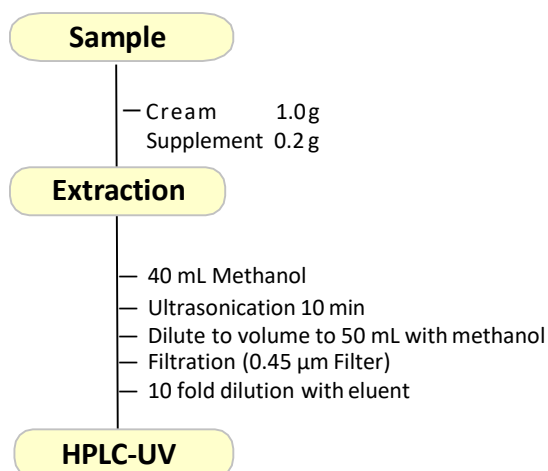 Sample
— Cream 1.0 g
Supplement 0.2 g
Extraction
— 40 mL Methanol
— Ultrasonication 10 min
— Dilute to volume to 50 mL with methanol
— Filtration (0.45 µm Filter)
— 10 fold dilution with eluent
HPLC-UV